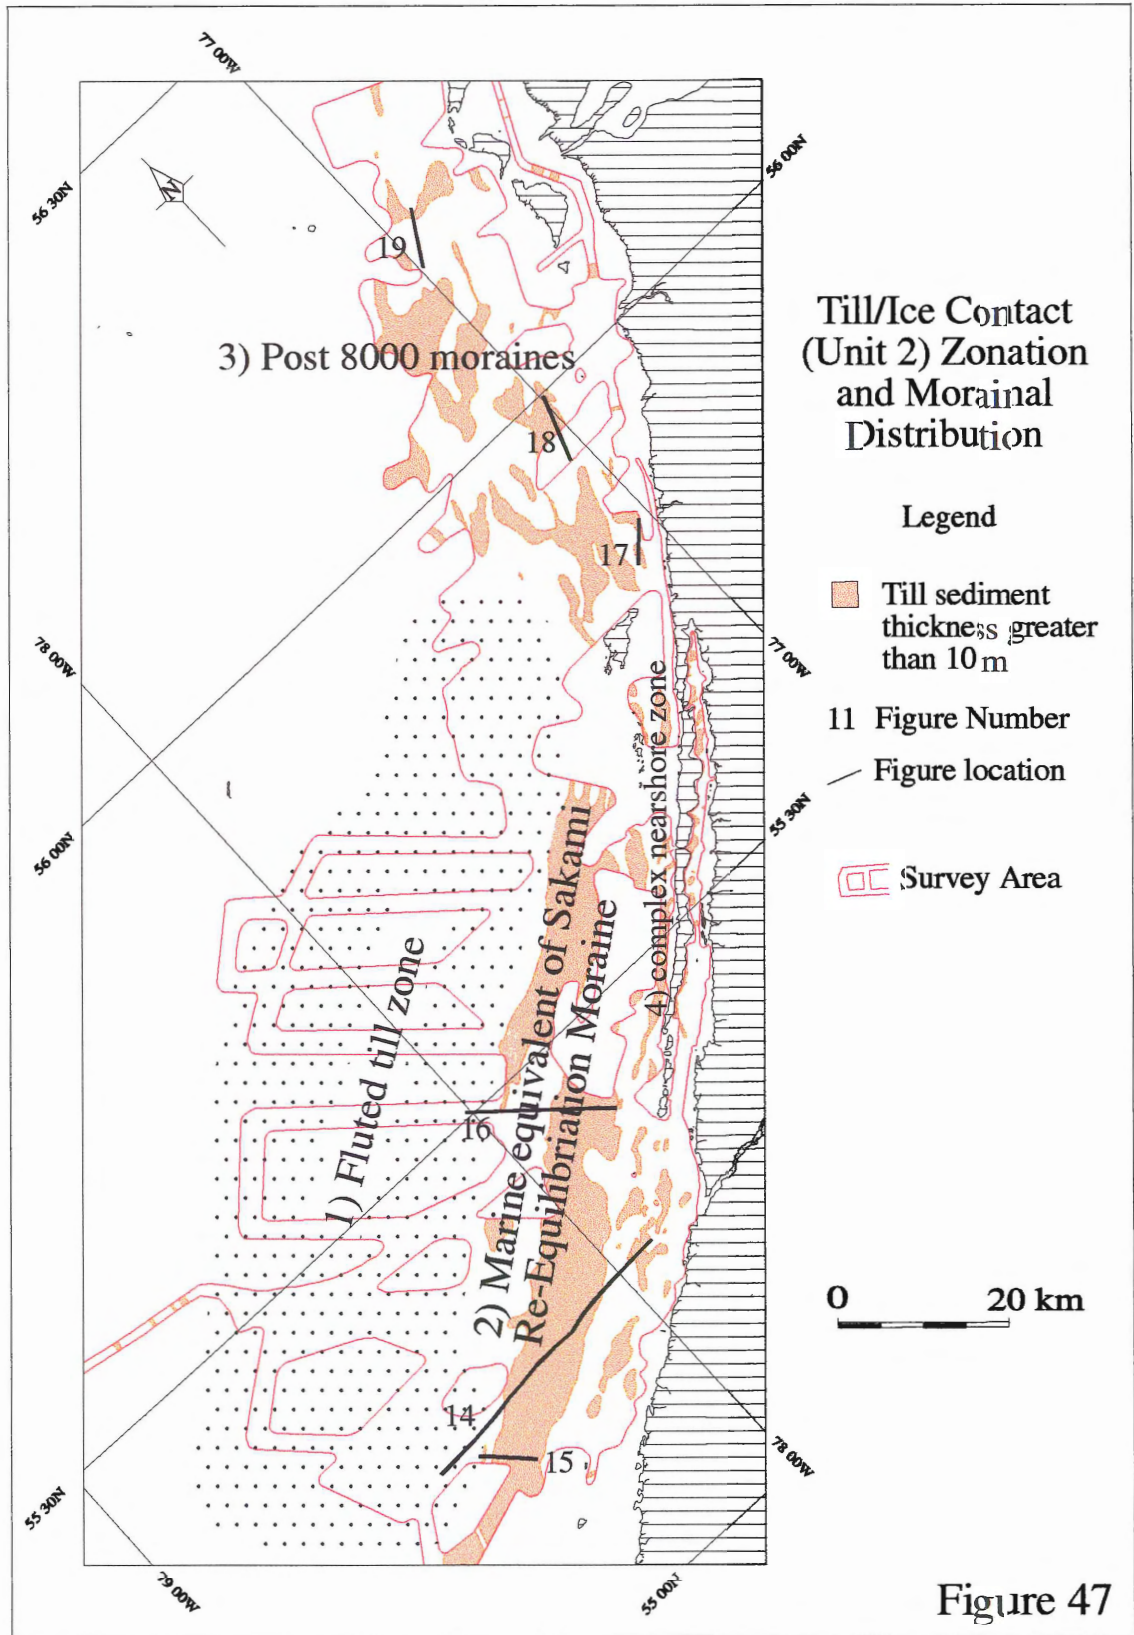 77 00W
56 30N
56 00N
N
19
3) Post 8000 moraines
18
17
78 00W
77 00W
56 00N
55 30N
4) complex nearshore zone
1) Fluted till zone
2) Marine equivalent of Sakami
Re-Equilibriation Moraine
16
14
15
55 30N
79 00W
55 00N
78 00W
Till/Ice Contact
(Unit 2) Zonation
and Morainal
Distribution
Legend
Till sediment
thickness greater
than 10 m
11 Figure Number
Figure location
Survey Area
0 20 km
Figure 47